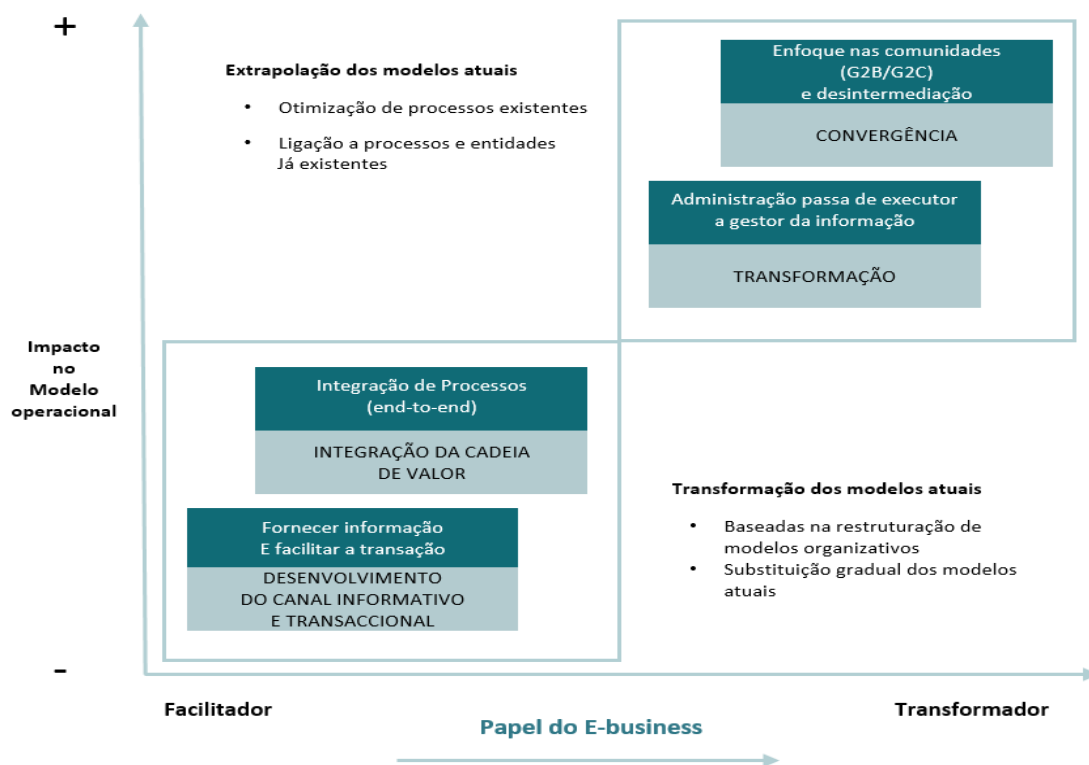 +
Extrapolação dos modelos atuais
• Otimização de processos existentes
• Ligação a processos e entidades
Já existentes
Enfoque nas comunidades
(G2B/G2C)
e desintermediação
CONVERGÊNCIA
Administração passa de executor
a gestor da informação
TRANSFORMAÇÃO
Impacto
no
Modelo
operacional
Integração de Processos
(end-to-end)
INTEGRAÇÃO DA CADEIA
DE VALOR
Fornecer informação
E facilitar a transação
DESENVOLVIMENTO
DO CANAL INFORMATIVO
E TRANSACCIONAL
Transformação dos modelos atuais
• Baseadas na restruturação de
modelos organizativos
• Substituição gradual dos modelos
atuais
-
Facilitador
Papel do E-business
Transformador